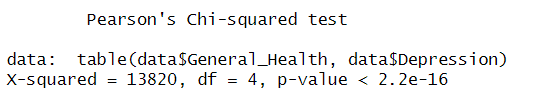 Pearson's Chi-squared test
data:  table(data$General_Health, data$Depression)
X-squared = 13820, df = 4, p-value < 2.2e-16